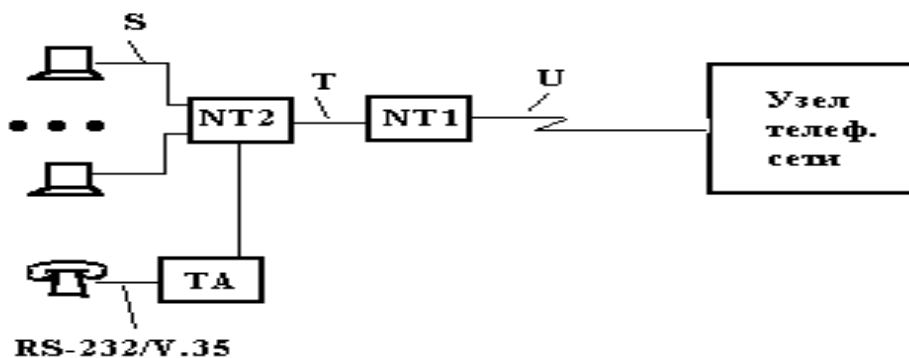 S
T
U
NT2
NT1
Узел
телеф.
сети
TA
RS-232/V.35